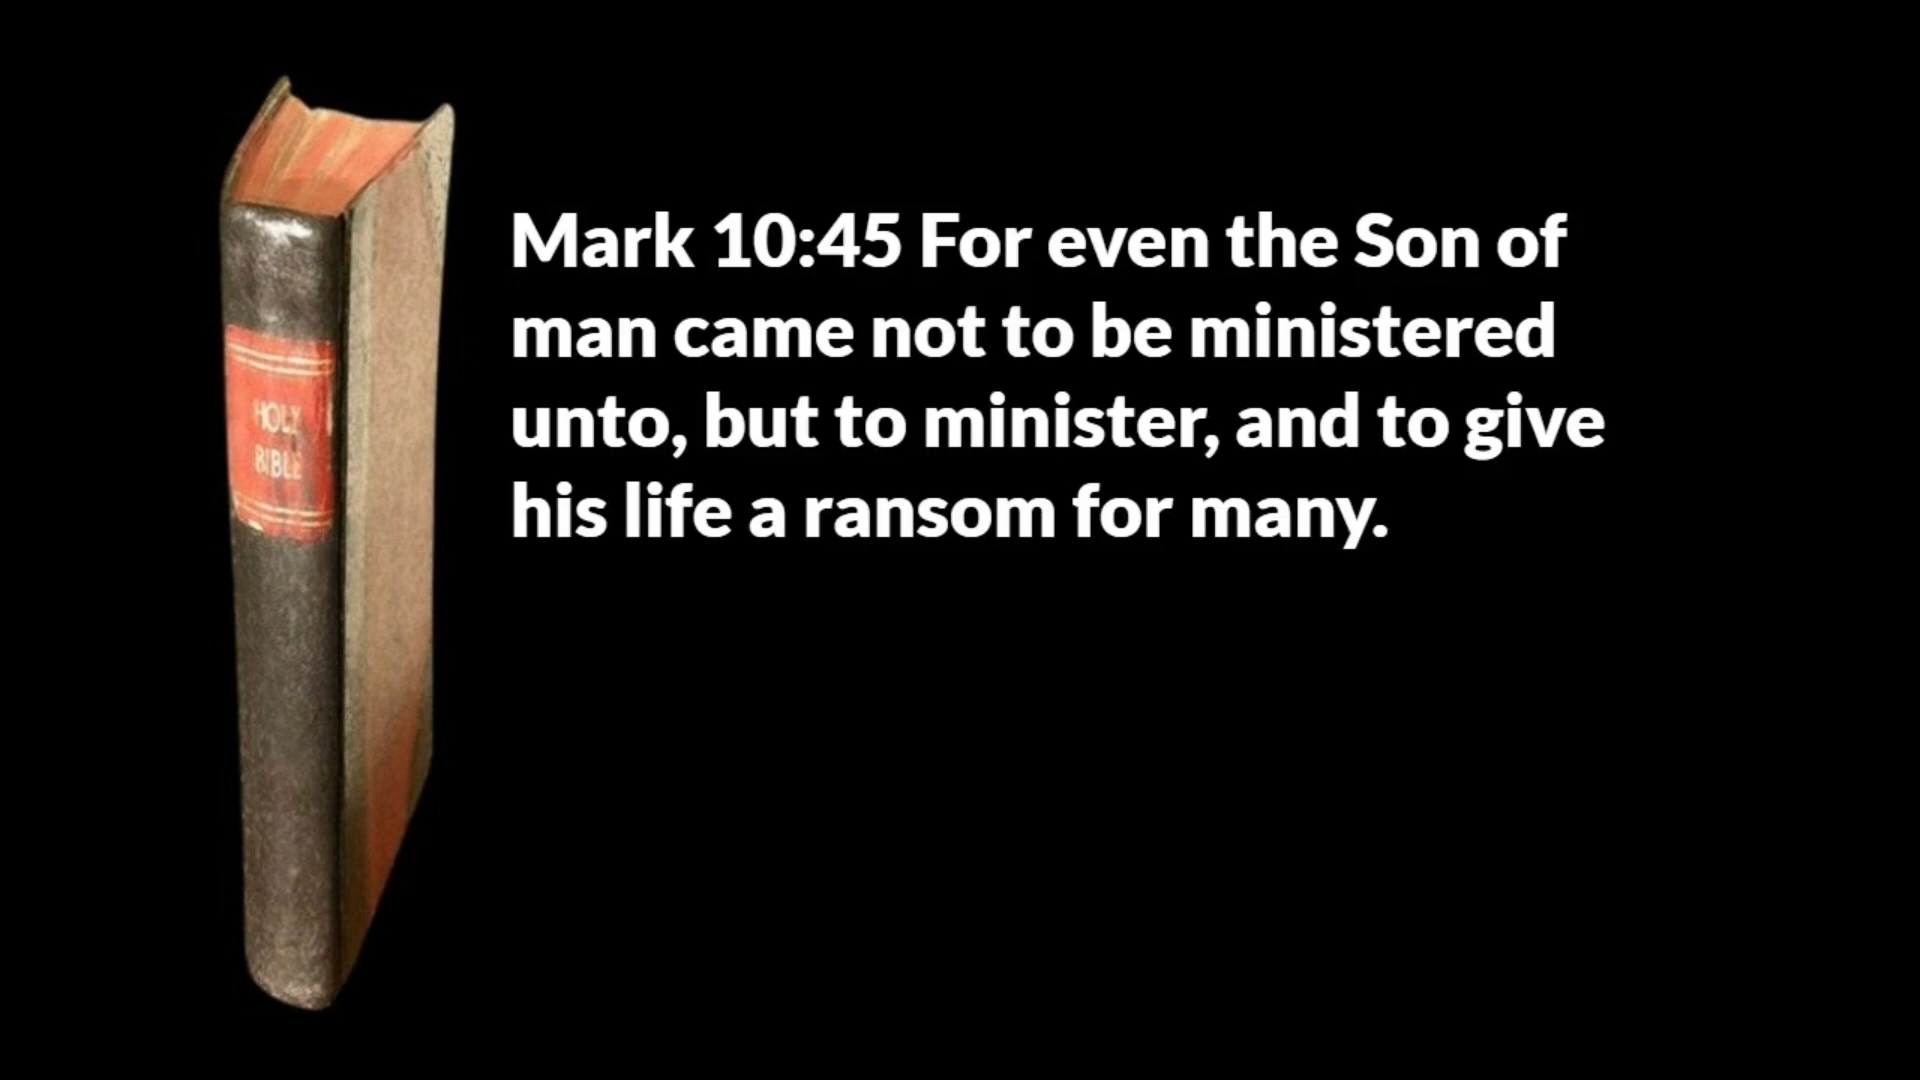 HOLY
BIBLE
Mark 10:45 For even the Son of
man came not to be ministered
unto, but to minister, and to give
his life a ransom for many.